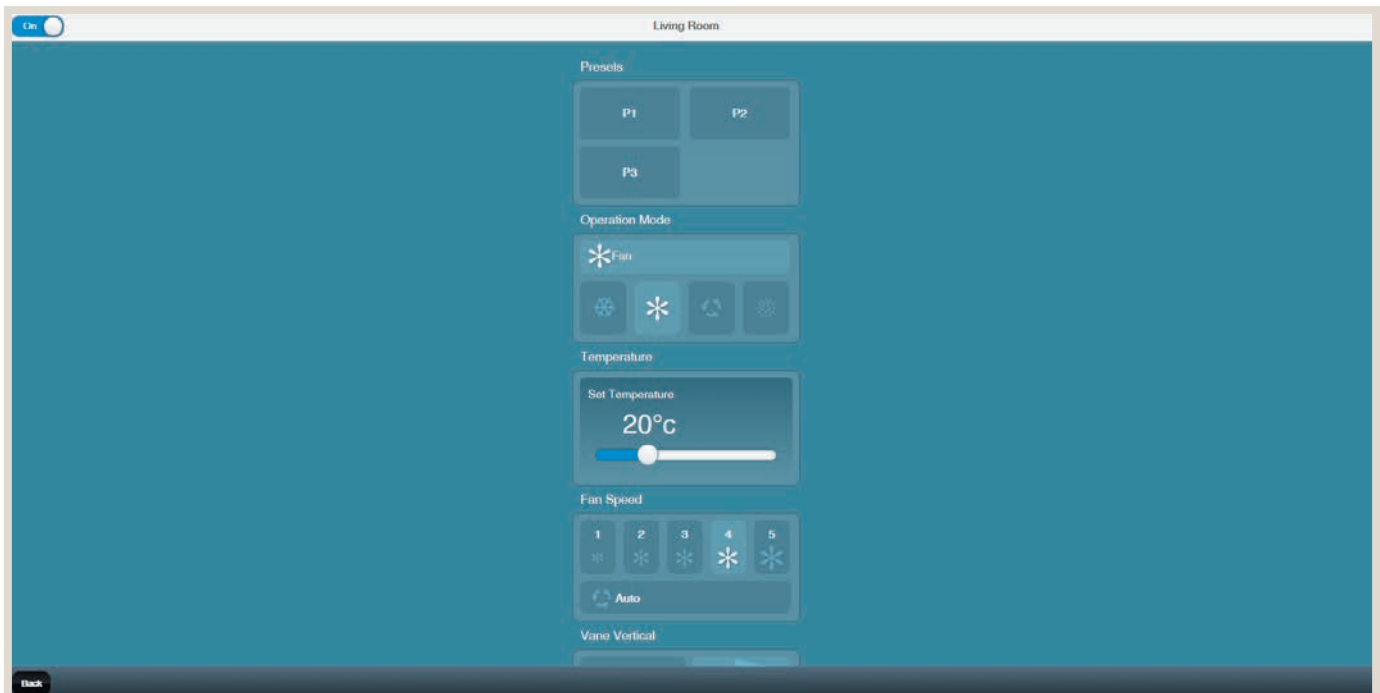 On
Living Room
Presets
P1 P2
P3
Operation Mode
Fan
Temperature
Set Temperature
20°c
Fan Speed
1 2 3 4 5
Auto
Vane Vertical
Back